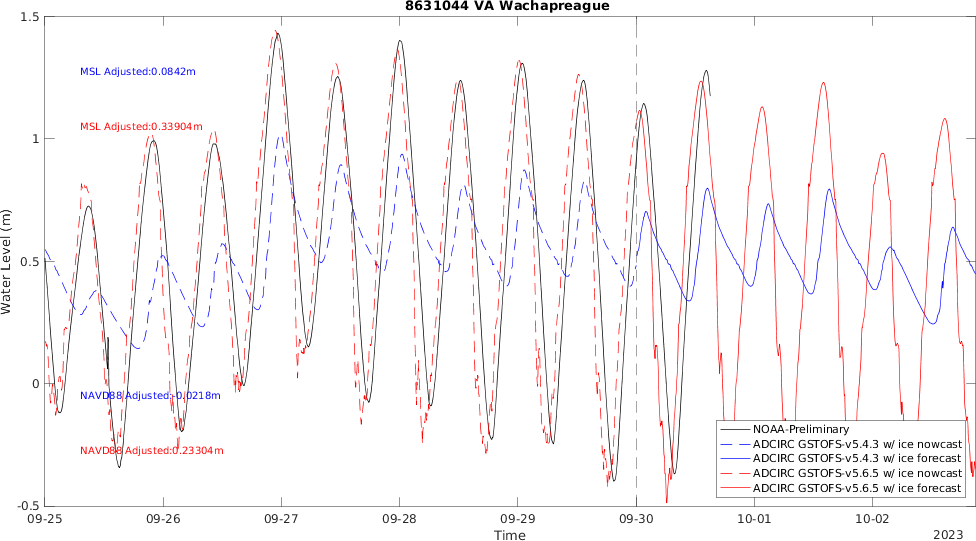 8631044 VA Wachapreague
1.5
MSL Adjusted:0.0842m
MSL Adjusted:0.33904m
1
Water Level (m)
0.5
0
NAVD88 Adjusted:-0.0218m
NAVD88 Adjusted:0.23304m
-0.5
NOAA-Preliminary
ADCIRC GSTOFS-v5.4.3 w/ ice nowcast
ADCIRC GSTOFS-v5.4.3 w/ ice forecast
ADCIRC GSTOFS-v5.6.5 w/ ice nowcast
ADCIRC GSTOFS-v5.6.5 w/ ice forecast
09-25 09-26 09-27 09-28 09-29 09-30 10-01 10-02
Time
2023